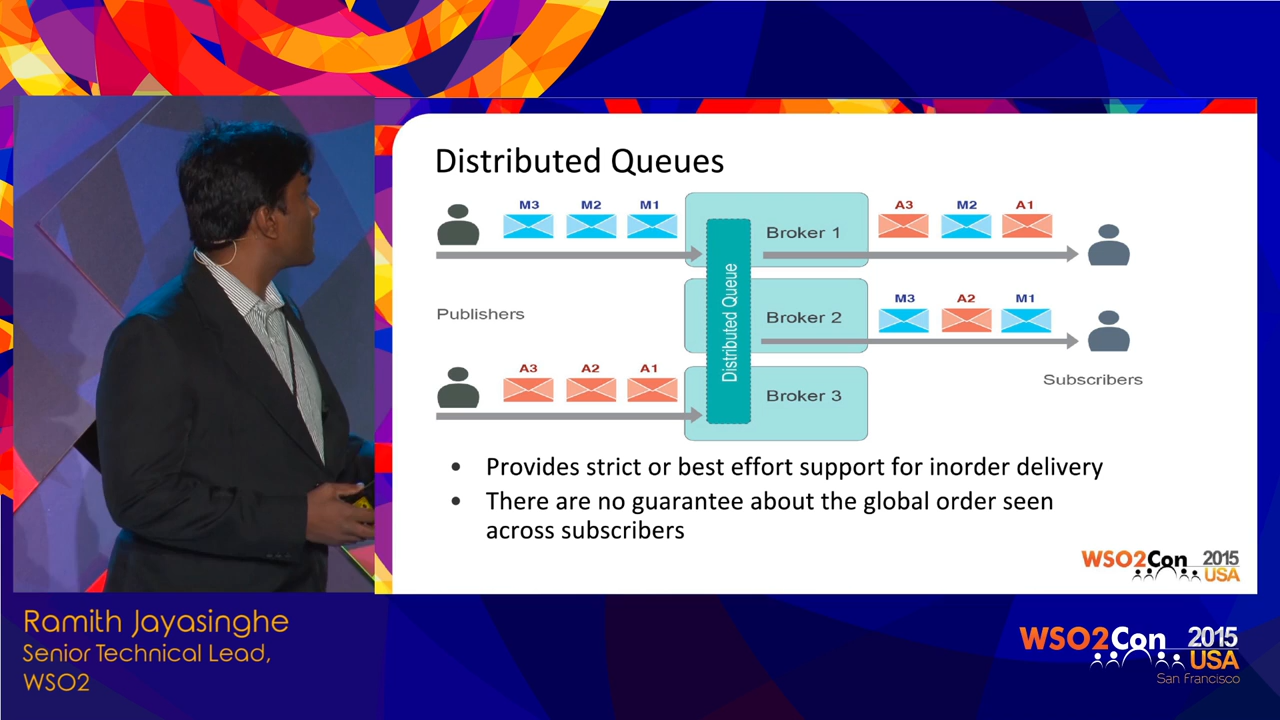 Distributed Queues
M3 M2 M1
Broker 1
A3 M2 A1
Distributed Queue
Publishers
Broker 2
M3 A2 M1
A3 A2 A1
Broker 3
Subscribers
• Provides strict or best effort support for inorder delivery
• There are no guarantee about the global order seen
across subscribers
WSO2Con 2015
USA
Ramith Jayasinghe
Senior Technical Lead,
WSO2
WSO2Con 2015
USA
San Francisco